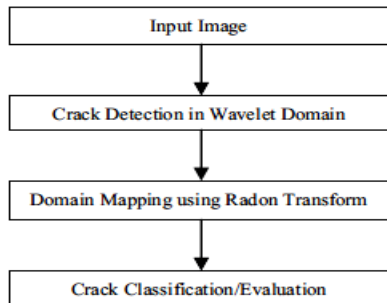 Input Image
Crack Detection in Wavelet Domain
Domain Mapping using Radon Transform
Crack Classification/Evaluation